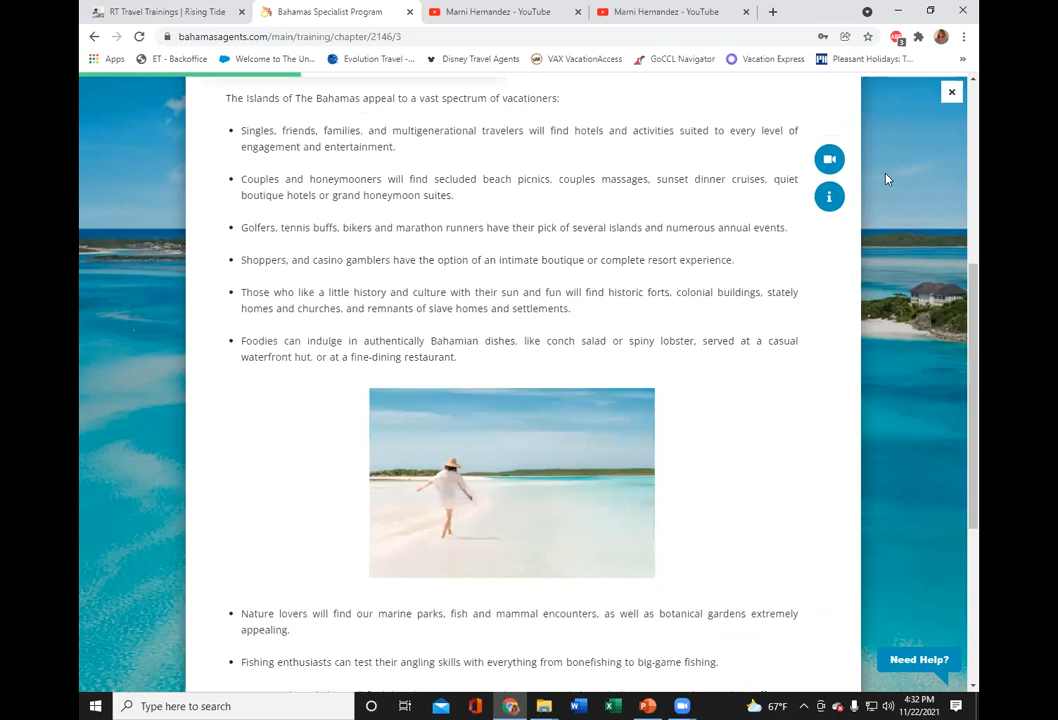 RT Travel Trainings | Rising Tide
Bahamas Specialist Program
Marni Hernandez - YouTube
Marni Hernandez - YouTube
bahamasagents.com/main/training/chapter/2146/3
3
Apps
ET - Backoffice
Welcome to The Un...
Evolution Travel -...
Disney Travel Agents
VAX VacationAccess
GoCCL Navigator
Vacation Express
Pleasant Holidays: T...
The Islands of The Bahamas appeal to a vast spectrum of vacationers:
Singles, friends, families, and multigenerational travelers will find hotels and activities suited to every level of
engagement and entertainment.
Couples and honeymooners will find secluded beach picnics, couples massages, sunset dinner cruises, quiet
boutique hotels or grand honeymoon suites.
Golfers, tennis buffs, bikers and marathon runners have their pick of several islands and numerous annual events.
Shoppers, and casino gamblers have the option of an intimate boutique or complete resort experience.
Those who like a little history and culture with their sun and fun will find historic forts, colonial buildings, stately
homes and churches, and remnants of slave homes and settlements.
Foodies can indulge in authentically Bahamian dishes, like conch salad or spiny lobster, served at a casual
waterfront hut, or at a fine-dining restaurant.
Nature lovers will find our marine parks, fish and mammal encounters, as well as botanical gardens extremely
appealing.
Fishing enthusiasts can test their angling skills with everything from bonefishing to big-game fishing.
Need Help?
Type here to search
67°F
4:32 PM
11/22/2021